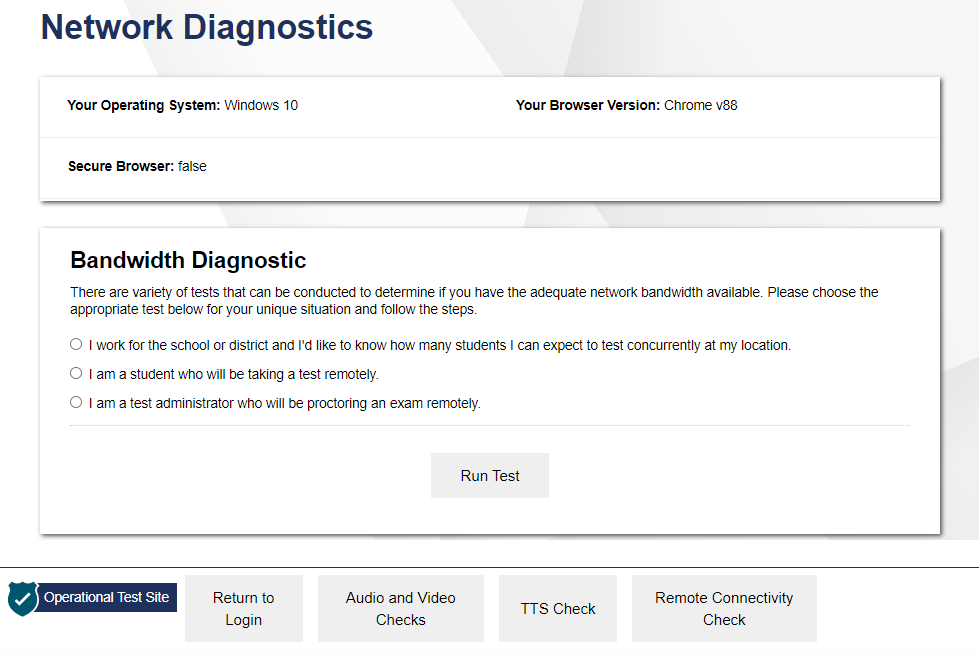 Network Diagnostics
Your Operating System: Windows 10
Your Browser Version: Chrome v88
Secure Browser: false
Bandwidth Diagnostic
There are variety of tests that can be conducted to determine if you have the adequate network bandwidth available. Please choose the
appropriate test below for your unique situation and follow the steps.
I work for the school or district and I'd like to know how many students I can expect to test concurrently at my location.
I am a student who will be taking a test remotely.
I am a test administrator who will be proctoring an exam remotely.
Run Test
Operational Test Site
Return to
Login
Audio and Video
Checks
TTS Check
Remote Connectivity
Check